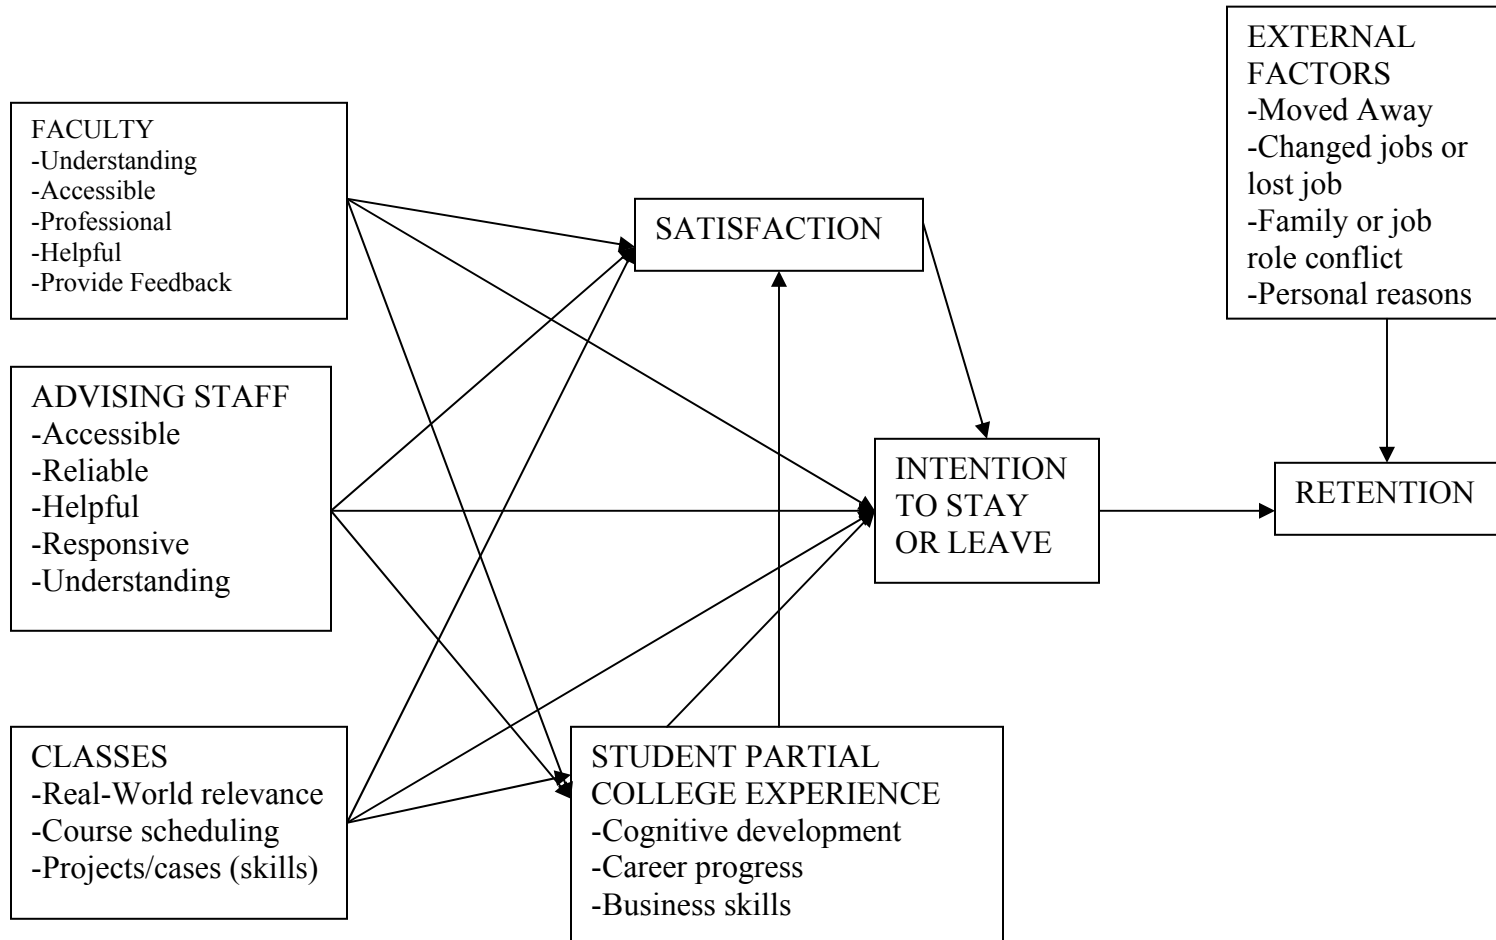 EXTERNAL
FACTORS
-Moved Away
-Changed jobs or
lost job
-Family or job
role conflict
-Personal reasons
FACULTY
-Understanding
-Accessible
-Professional
-Helpful
-Provide Feedback
SATISFACTION
ADVISING STAFF
-Accessible
-Reliable
-Helpful
-Responsive
-Understanding
INTENTION
TO STAY
OR LEAVE
RETENTION
CLASSES
-Real-World relevance
-Course scheduling
-Projects/cases (skills)
STUDENT PARTIAL
COLLEGE EXPERIENCE
-Cognitive development
-Career progress
-Business skills